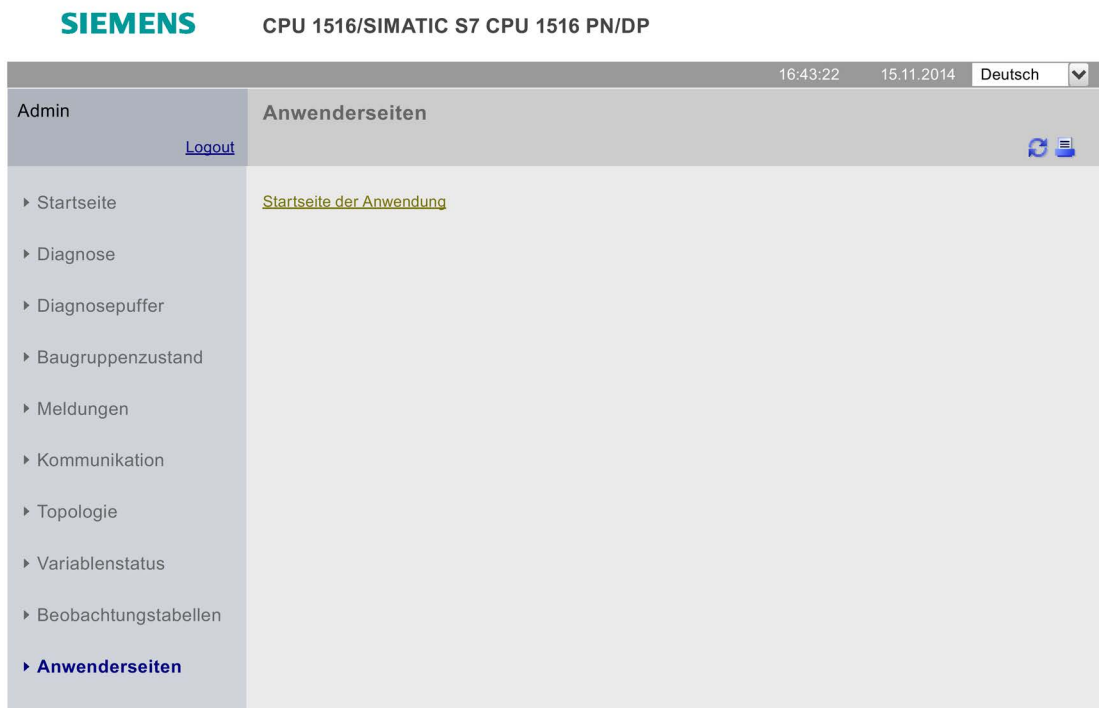 SIEMENS CPU 1516/SIMATIC S7 CPU 1516 PN/DP
16:43:22 15.11.2014 Deutsch
Admin
Logout
Anwenderseiten
Startseite
Diagnose
Diagnosepuffer
Baugruppenzustand
Meldungen
Kommunikation
Topologie
Variablenstatus
Beobachtungstabellen
Anwenderseiten
Startseite der Anwendung